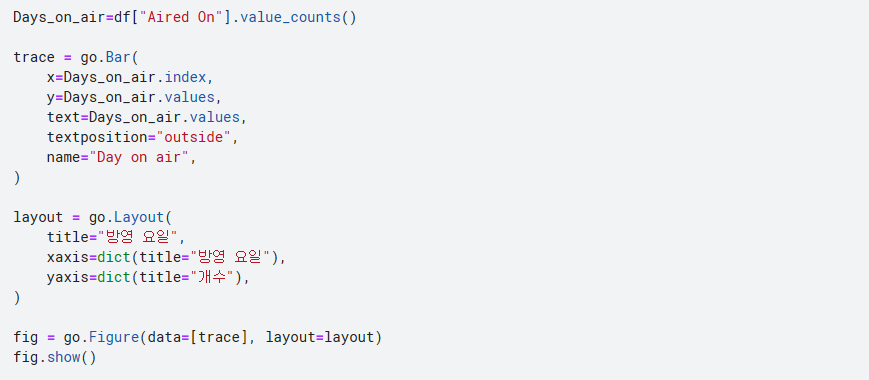 Days_on_air=df["Aired On"].value_counts()
trace = go.Bar(
    x=Days_on_air.index,
    y=Days_on_air.values,
    text=Days_on_air.values,
    textposition="outside",
    name="Day on air",
)
layout = go.Layout(
    title="방영 요일",
    xaxis=dict(title="방영 요일"),
    yaxis=dict(title="개수"),
)
fig = go.Figure(data=[trace], layout=layout)
fig.show()